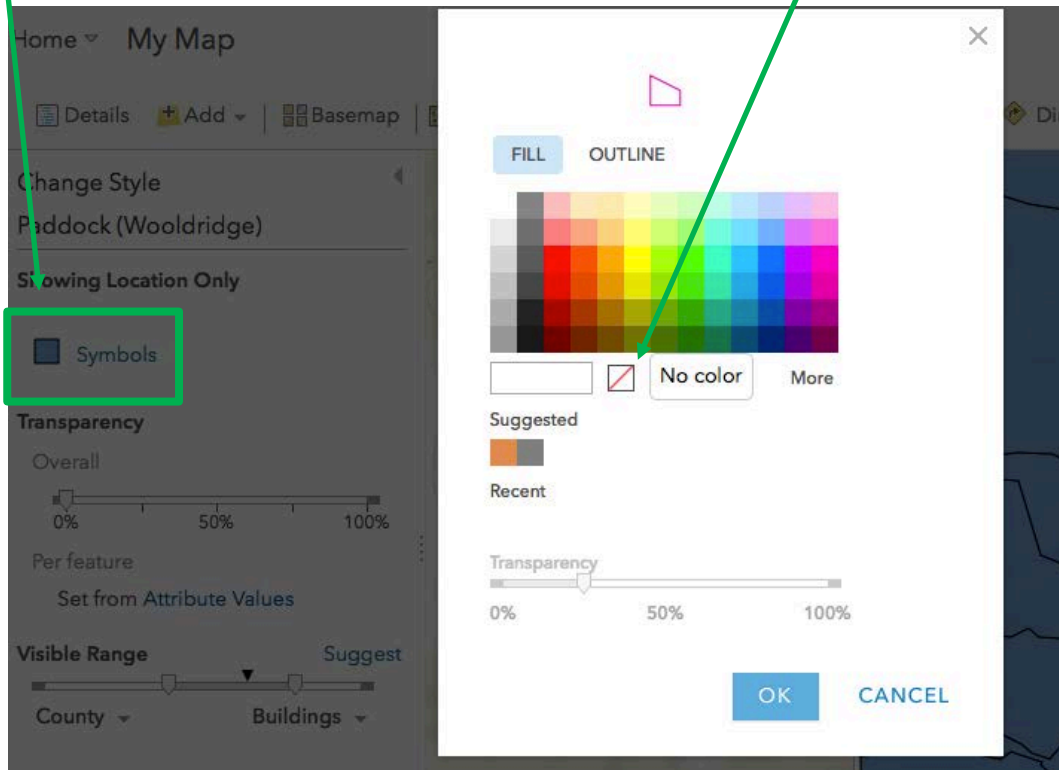 Home My Map
Details Add Basemap Di
Change Style
Paddock (Wooldridge)
Showing Location Only
Symbols
Transparency
Overall
0% 50% 100%
Per feature
Set from Attribute Values
Visible Range Suggest
County Buildings
FILL OUTLINE
No color More
Suggested
Recent
Transparency
0% 50% 100%
OK CANCEL